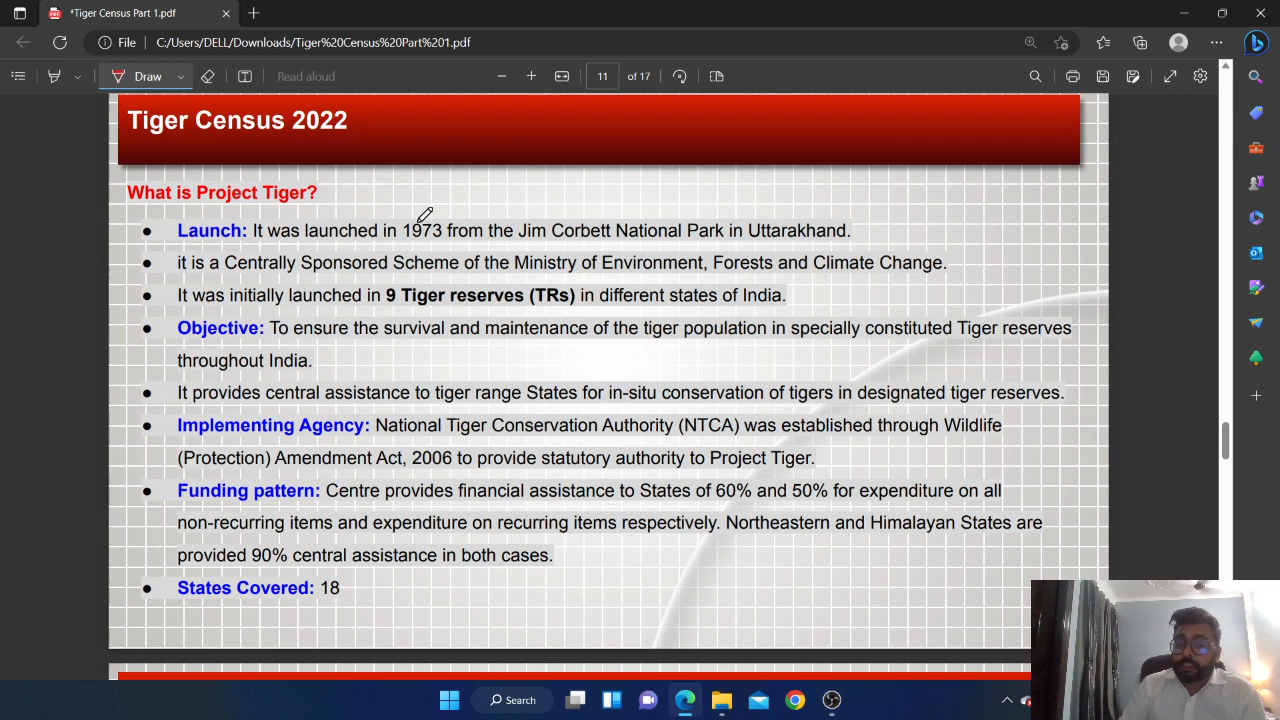 *Tiger Census Part 1.pdf
File C:/Users/DELL/Downloads/Tiger%20Census%20Part%201.pdf
Draw Read aloud 11 of 17
Tiger Census 2022
What is Project Tiger?
● Launch: It was launched in 1973 from the Jim Corbett National Park in Uttarakhand.
● it is a Centrally Sponsored Scheme of the Ministry of Environment, Forests and Climate Change.
● It was initially launched in 9 Tiger reserves (TRs) in different states of India.
● Objective: To ensure the survival and maintenance of the tiger population in specially constituted Tiger reserves
throughout India.
● It provides central assistance to tiger range States for in-situ conservation of tigers in designated tiger reserves.
● Implementing Agency: National Tiger Conservation Authority (NTCA) was established through Wildlife
(Protection) Amendment Act, 2006 to provide statutory authority to Project Tiger.
● Funding pattern: Centre provides financial assistance to States of 60% and 50% for expenditure on all
non-recurring items and expenditure on recurring items respectively. Northeastern and Himalayan States are
provided 90% central assistance in both cases.
● States Covered: 18
Search